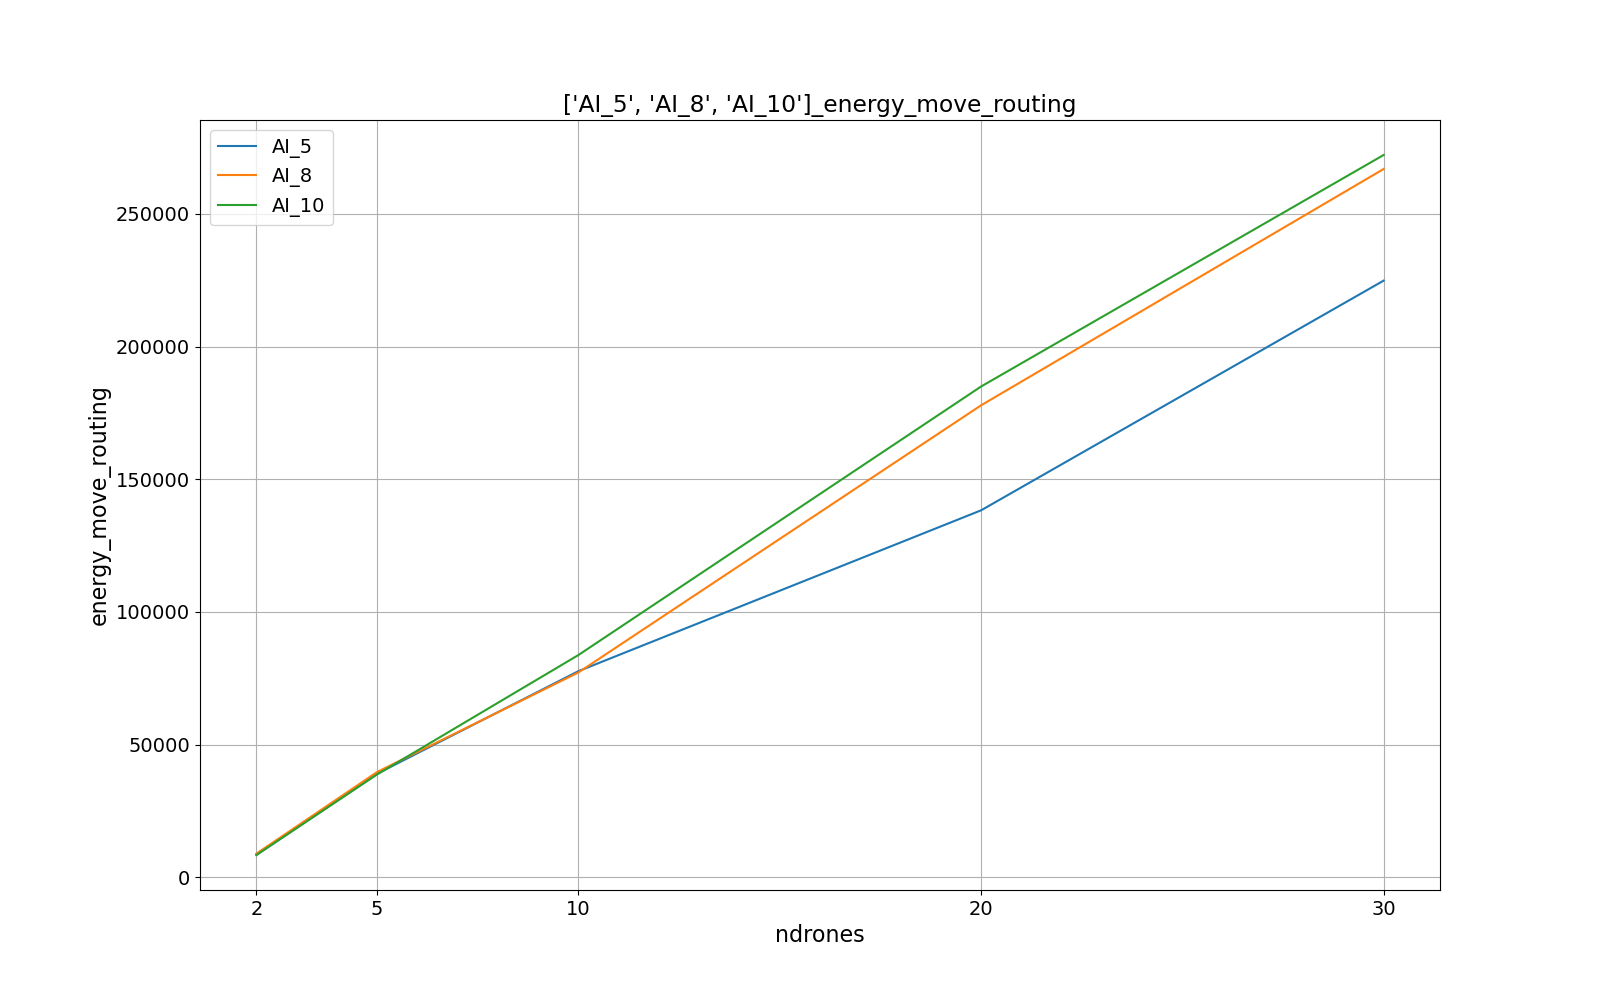 ['AI_5', 'AI_8', 'AI_10']_energy_move_routing
AI_5
AI_8
AI_10
energy_move_routing
250000
200000
150000
100000
50000
0
2 5 10 20 30
ndrones